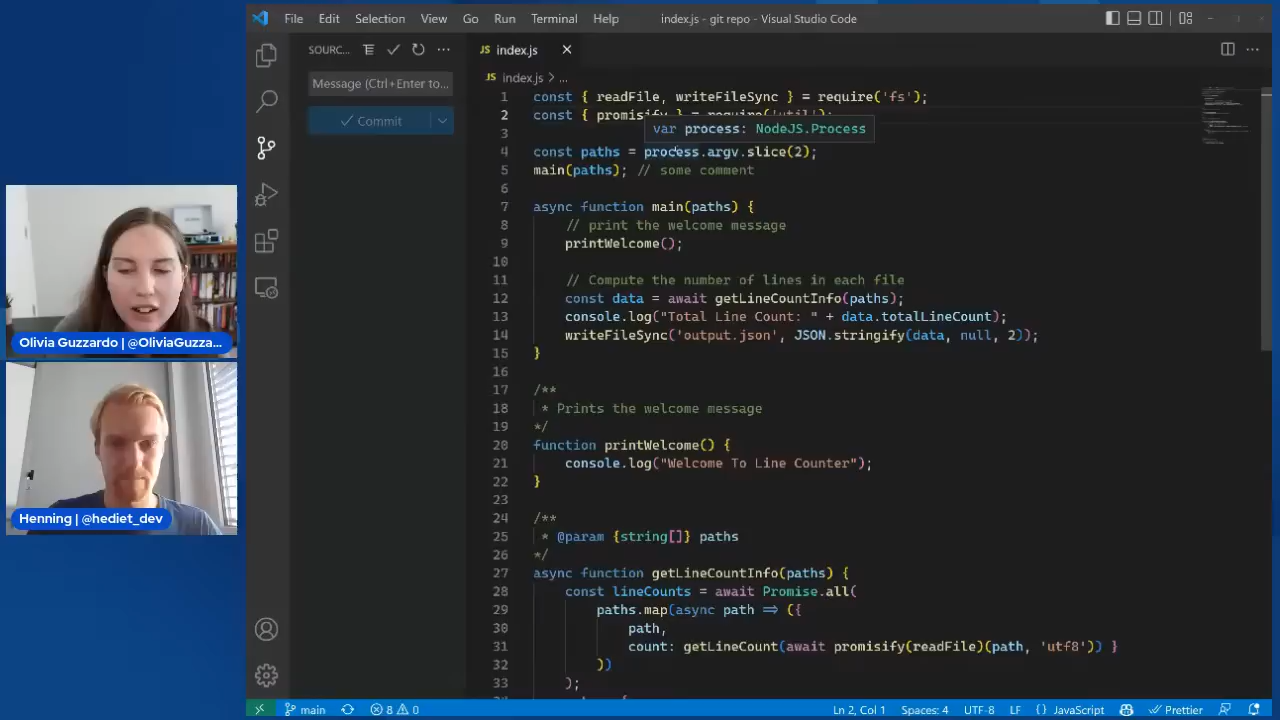 File Edit Selection View Go Run Terminal Help
index.js - git repo - Visual Studio Code
SOURC...
Message (Ctrl+Enter to...
Commit
JS index.js
JS index.js > ...
1 const { readFile, writeFileSync } = require('fs');
2 const { promisify } = require('util');
var process: NodeJS.Process
3
4 const paths = process.argv.slice(2);
5 main(paths); // some comment
6
7 async function main(paths) {
8 // print the welcome message
9 printWelcome();
10
11 // Compute the number of lines in each file
12 const data = await getLineCountInfo(paths);
13 console.log("Total Line Count: " + data.totalLineCount);
14 writeFileSync('output.json', JSON.stringify(data, null, 2));
15 }
16
17 /**
18 * Prints the welcome message
19 */
20 function printWelcome() {
21 console.log("Welcome To Line Counter");
22 }
23
24 /**
25 * @param {string[]} paths
26 */
27 async function getLineCountInfo(paths) {
28 const lineCounts = await Promise.all(
29 paths.map(async path => ({
30 path,
31 count: getLineCount(await promisify(readFile)(path, 'utf8')) }
32 ))
33 );
Olivia Guzzardo | @OliviaGuzza...
Henning | @hediet_dev
main
8 0
Ln 2, Col 1
Spaces: 4
UTF-8
LF
{} JavaScript
Prettier